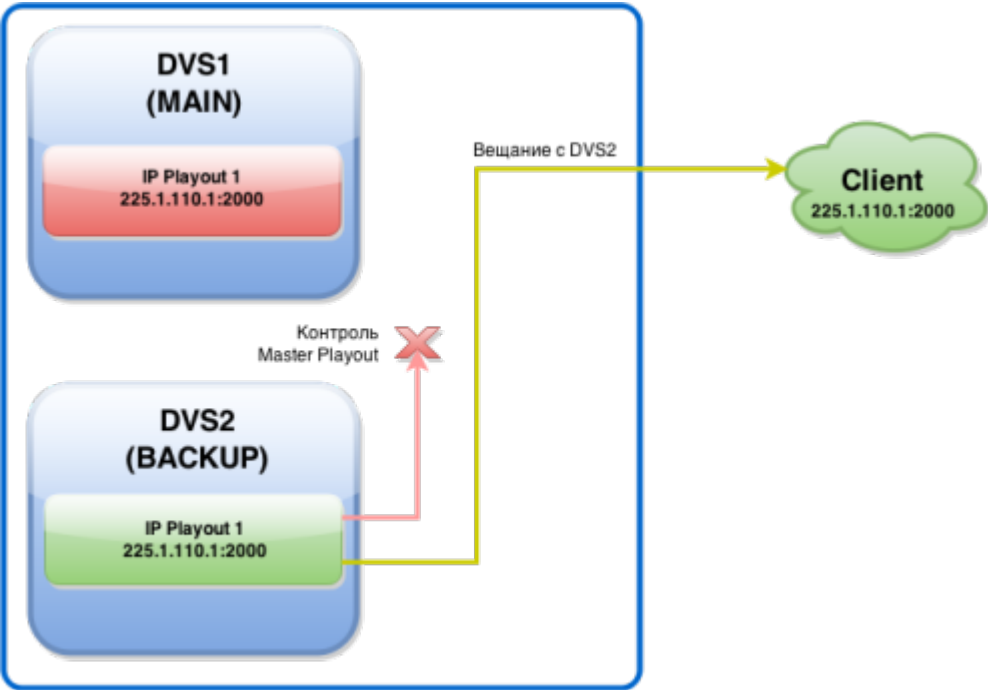 DVS1
(MAIN)
IP Playout 1
225.1.110.1:2000
Вещание с DVS2
Client
225.1.110.1:2000
Контроль
Master Playout
DVS2
(BACKUP)
IP Playout 1
225.1.110.1:2000